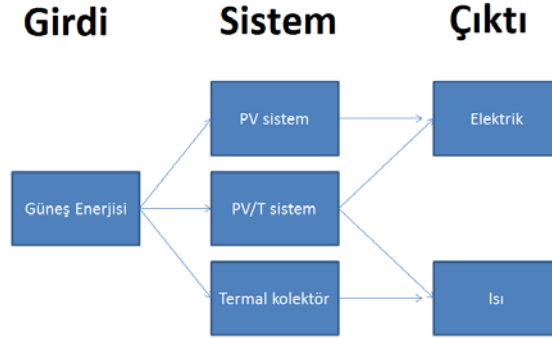 Girdi Sistem Çıktı
PV sistem Elektrik
Güneş Enerjisi PV/T sistem
Termal kolektör Isı